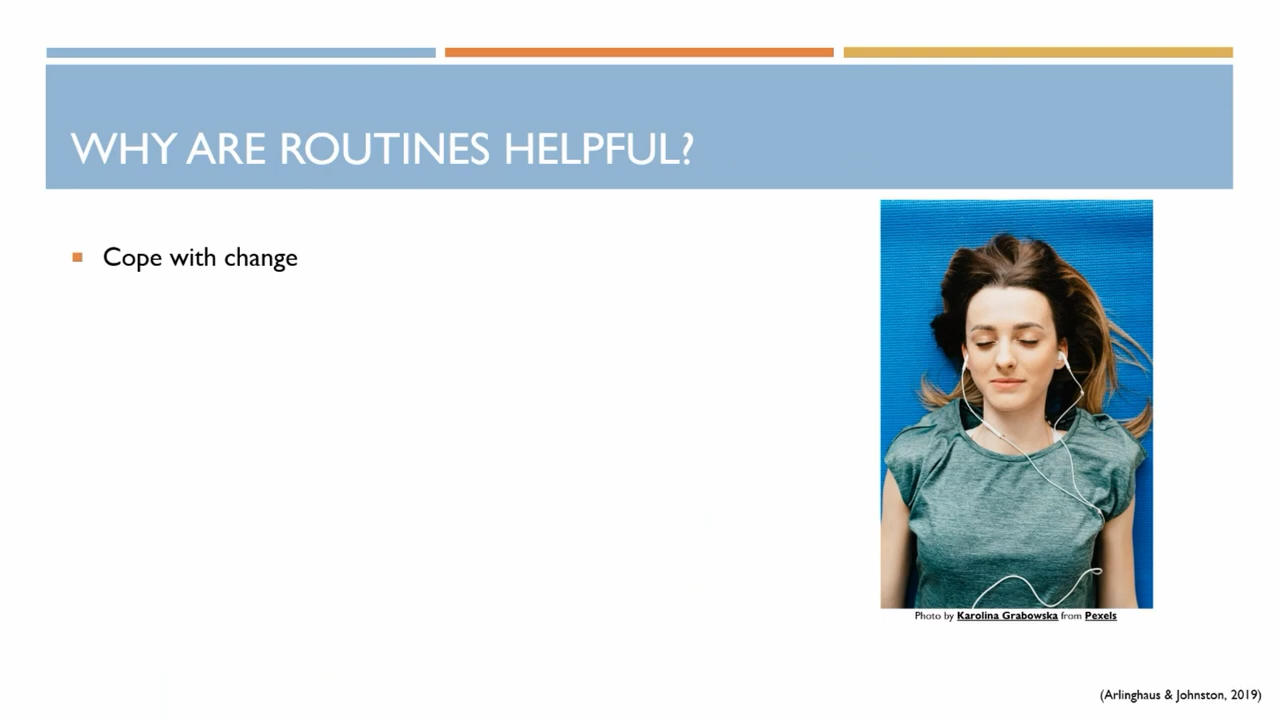 WHY ARE ROUTINES HELPFUL?
Cope with change
Photo by Karolina Grabowska from Pexels
(Arlinghaus & Johnston, 2019)